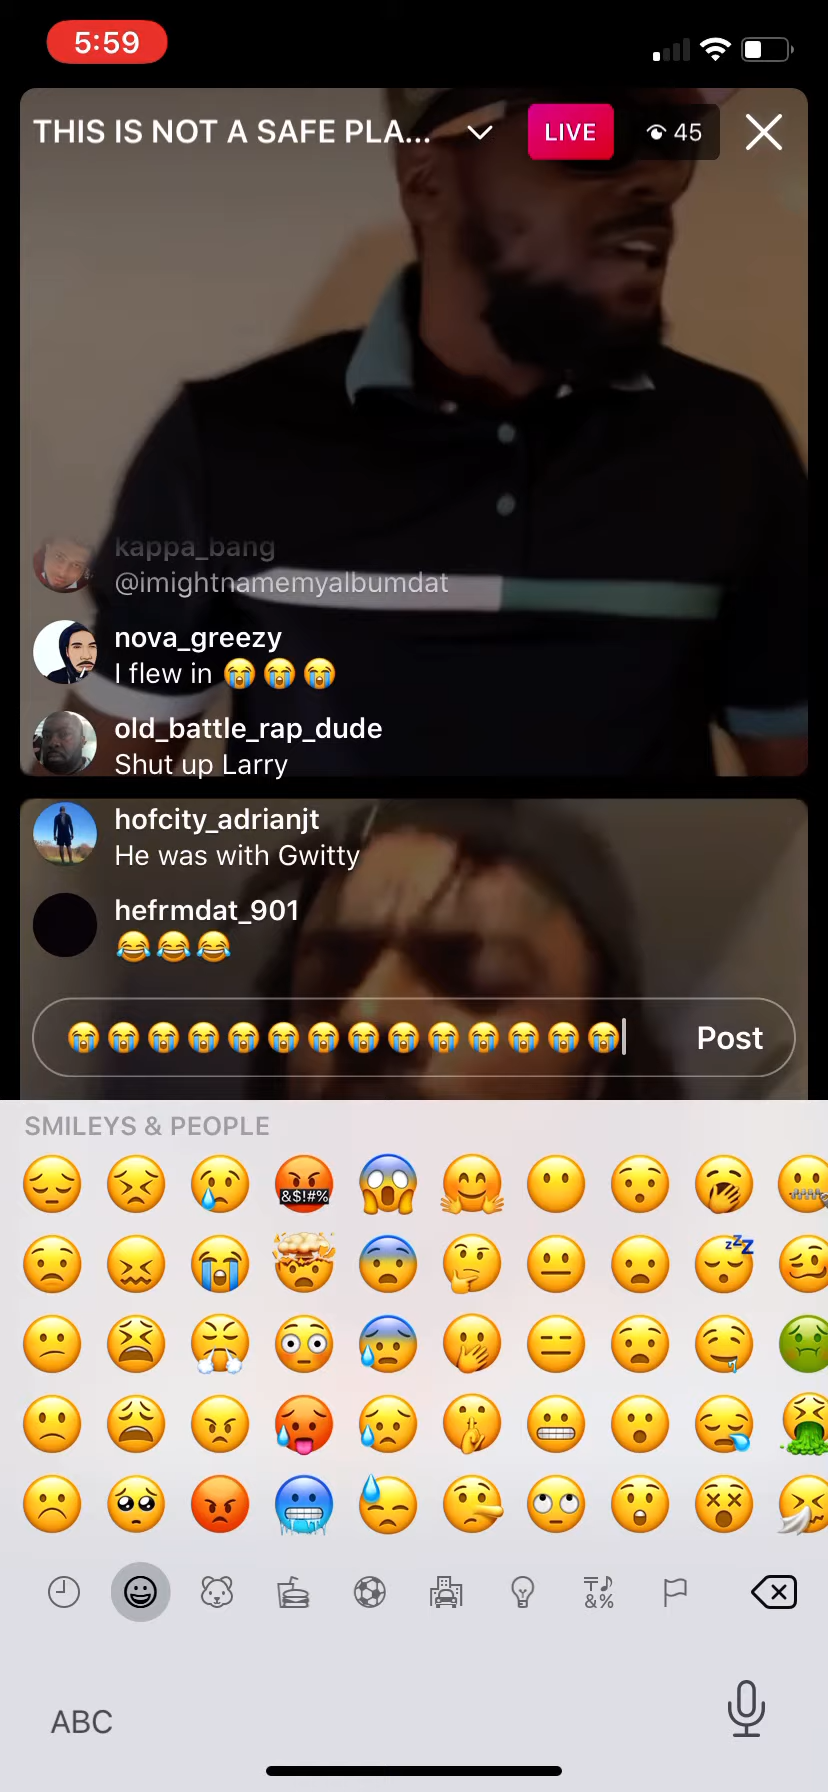 5:59
THIS IS NOT A SAFE PLA...
LIVE
45
kappa_bang
@imightnamemyalbumdat
nova_greezy
I flew in 😭😭😭
old_battle_rap_dude
Shut up Larry
hofcity_adrianjt
He was with Gwitty
hefrmdat_901
😂😂😂
😭😭😭😭😭😭😭😭😭😭😭😭😭😭
Post
SMILEYS & PEOPLE
&$!#%
zzZ
T♪
&%
ABC